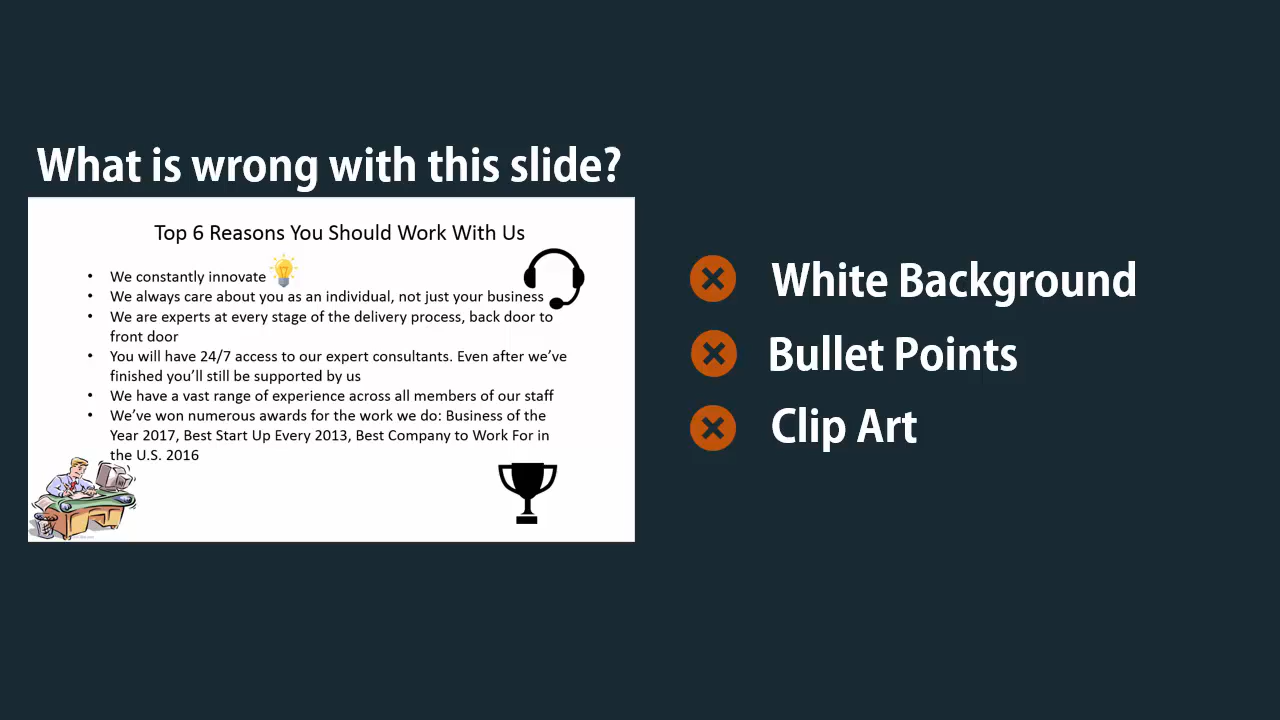 What is wrong with this slide?
Top 6 Reasons You Should Work With Us
• We constantly innovate
• We always care about you as an individual, not just your business
• We are experts at every stage of the delivery process, back door to
front door
• You will have 24/7 access to our expert consultants. Even after we've
finished you'll still be supported by us
• We have a vast range of experience across all members of our staff
• We've won numerous awards for the work we do: Business of the
Year 2017, Best Start Up Every 2013, Best Company to Work For in
the U.S. 2016
White Background
Bullet Points
Clip Art